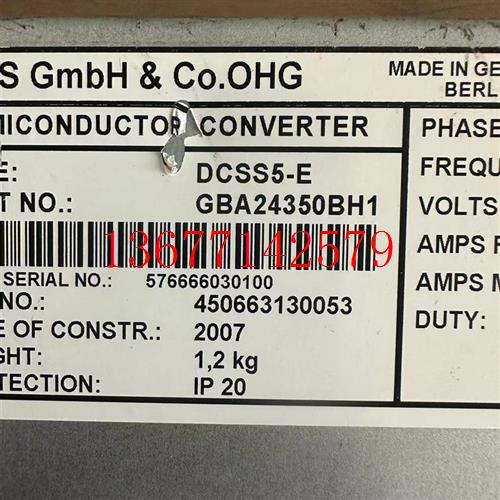 S GmbH & Co.OHG
MADE IN GE
BERL
MICONDUCTOR CONVERTER
E: DCSS5-E
T NO.: GBA24350BH1
13677142579
SERIAL NO.: 576666030100
NO.: 450663130053
E OF CONSTR.: 2007
GHT: 1,2 kg
TECTION: IP 20
PHASE
FREQU
VOLTS
AMPS
AMPS M
DUTY: